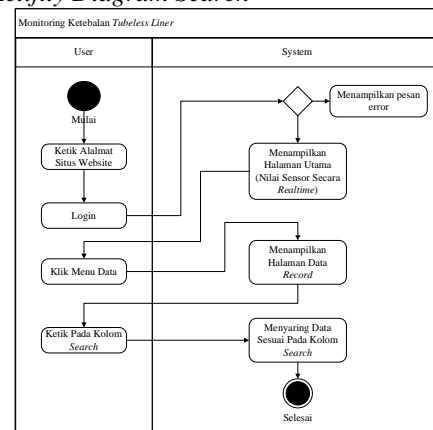 Activity Diagram Search
Monitoring Ketebalan Tubeless Liner
User
System
Mulai
Menampilkan pesan
error
Ketik Alalmat
Situs Website
Menampilkan
Halaman Utama
(Nilai Sensor Secara
Realtime)
Login
Klik Menu Data
Menampilkan
Halaman Data
Record
Ketik Pada Kolom
Search
Menyaring Data
Sesuai Pada Kolom
Search
Selesai